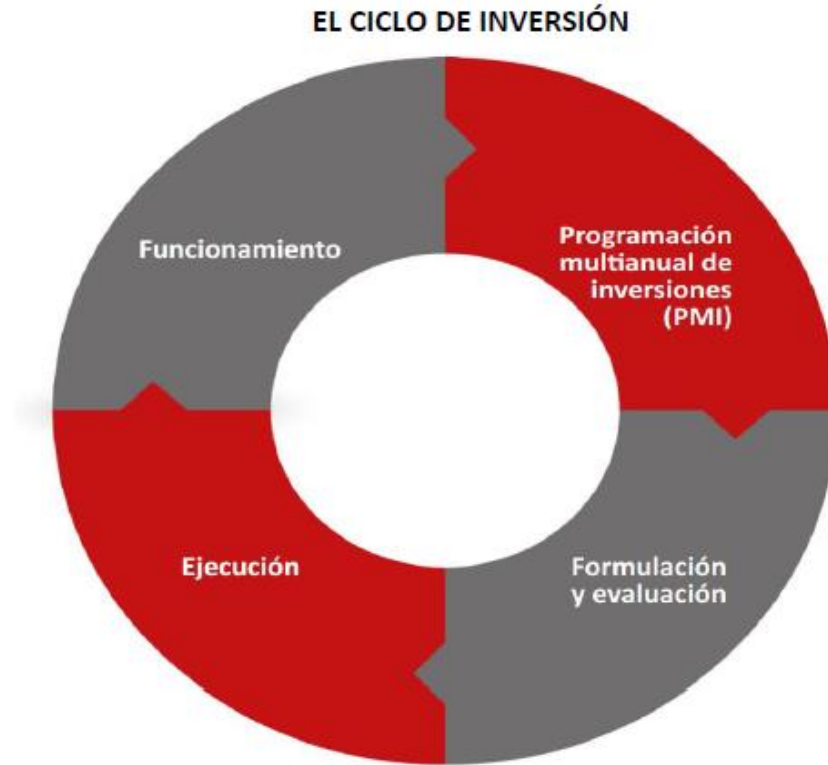 EL CICLO DE INVERSIÓN
Funcionamiento
Programación
multianual de
inversiones
(PMI)
Ejecución
Formulación
y evaluación